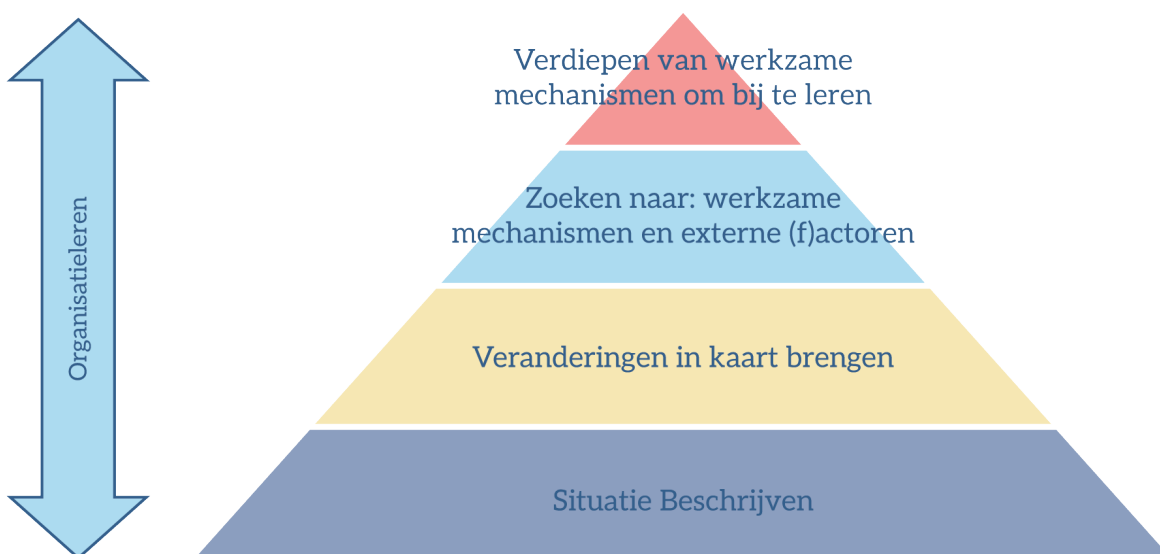 Verdiepen van werkzame
mechanismen om bij te leren
Zoeken naar: werkzame
mechanismen en externe (f)actoren
Veranderingen in kaart brengen
Situatie Beschrijven
Organisatieleren